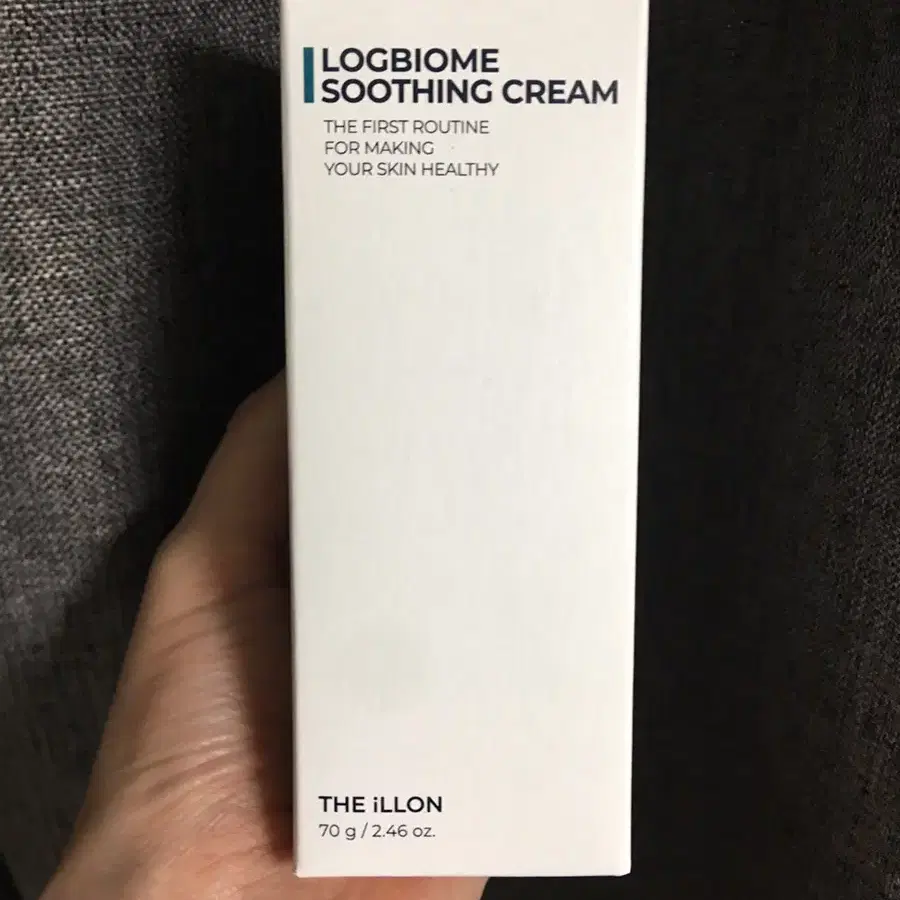 LOGBIOME
SOOTHING CREAM
THE FIRST ROUTINE
FOR MAKING
YOUR SKIN HEALTHY
THE iLLON
70 g / 2.46 oz.